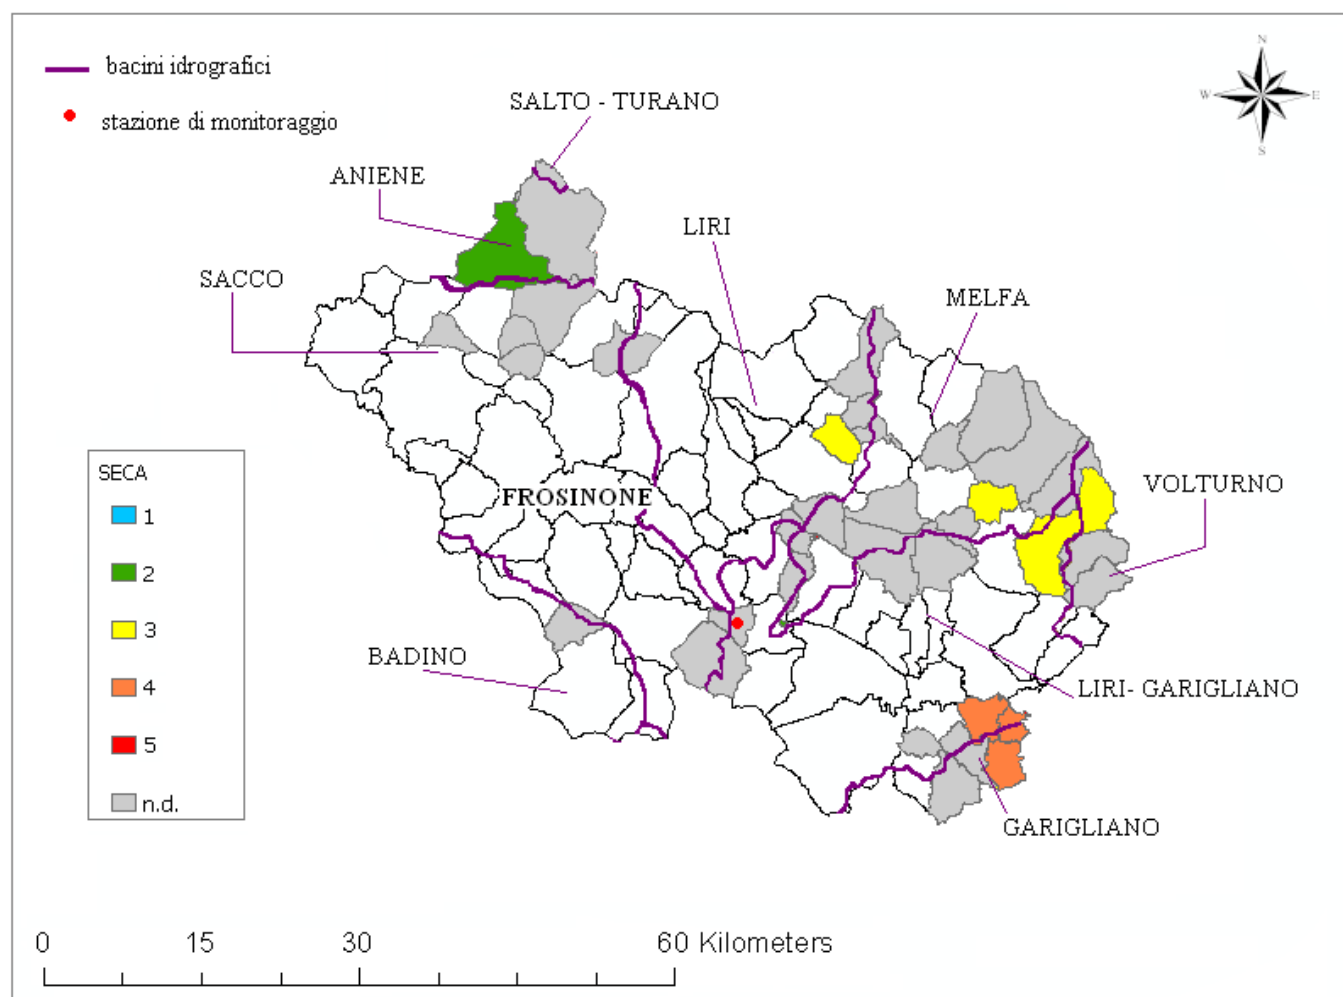 bacini idrografici
stazione di monitoraggio
N
W
E
S
SALTO - TURANO
ANIENE
LIRI
SACCO
MELFA
SECA
1
2
3
4
5
n.d.
FROSINONE
VOLTURNO
BADINO
LIRI- GARIGLIANO
GARIGLIANO
0 15 30 60 Kilometers